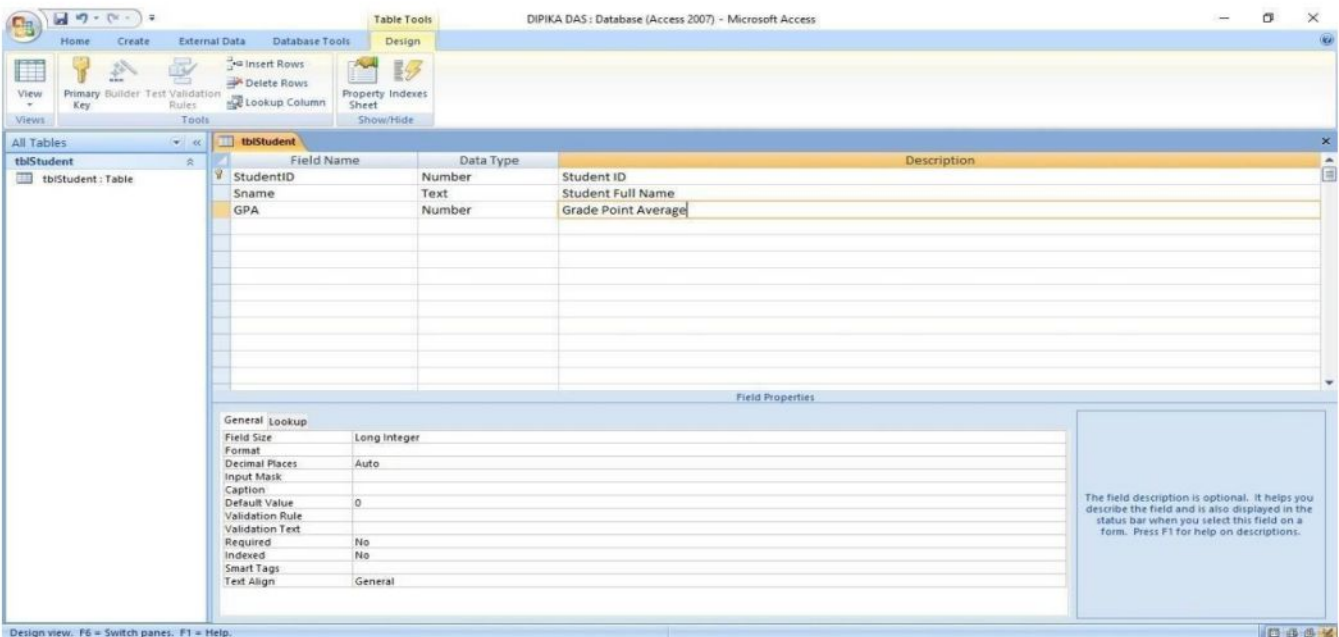 Table Tools
DIPIKA DAS : Database (Access 2007) - Microsoft Access
Home Create External Data Database Tools Design
View
Primary Key
Builder
Test Validation Rules
Insert Rows
Delete Rows
Lookup Column
Property Sheet
Indexes
Views Tools Show/Hide
All Tables
tblStudent
tblStudent : Table
tblStudent
Field Name Data Type Description
StudentID Number Student ID
Sname Text Student Full Name
GPA Number Grade Point Average
Field Properties
General Lookup
Field Size Long Integer
Format
Decimal Places Auto
Input Mask
Caption
Default Value 0
Validation Rule
Validation Text
Required No
Indexed No
Smart Tags
Text Align General
The field description is optional. It helps you
describe the field and is also displayed in the
status bar when you select this field on a
form. Press F1 for help on descriptions.
Design view. F6 = Switch panes. F1 = Help.